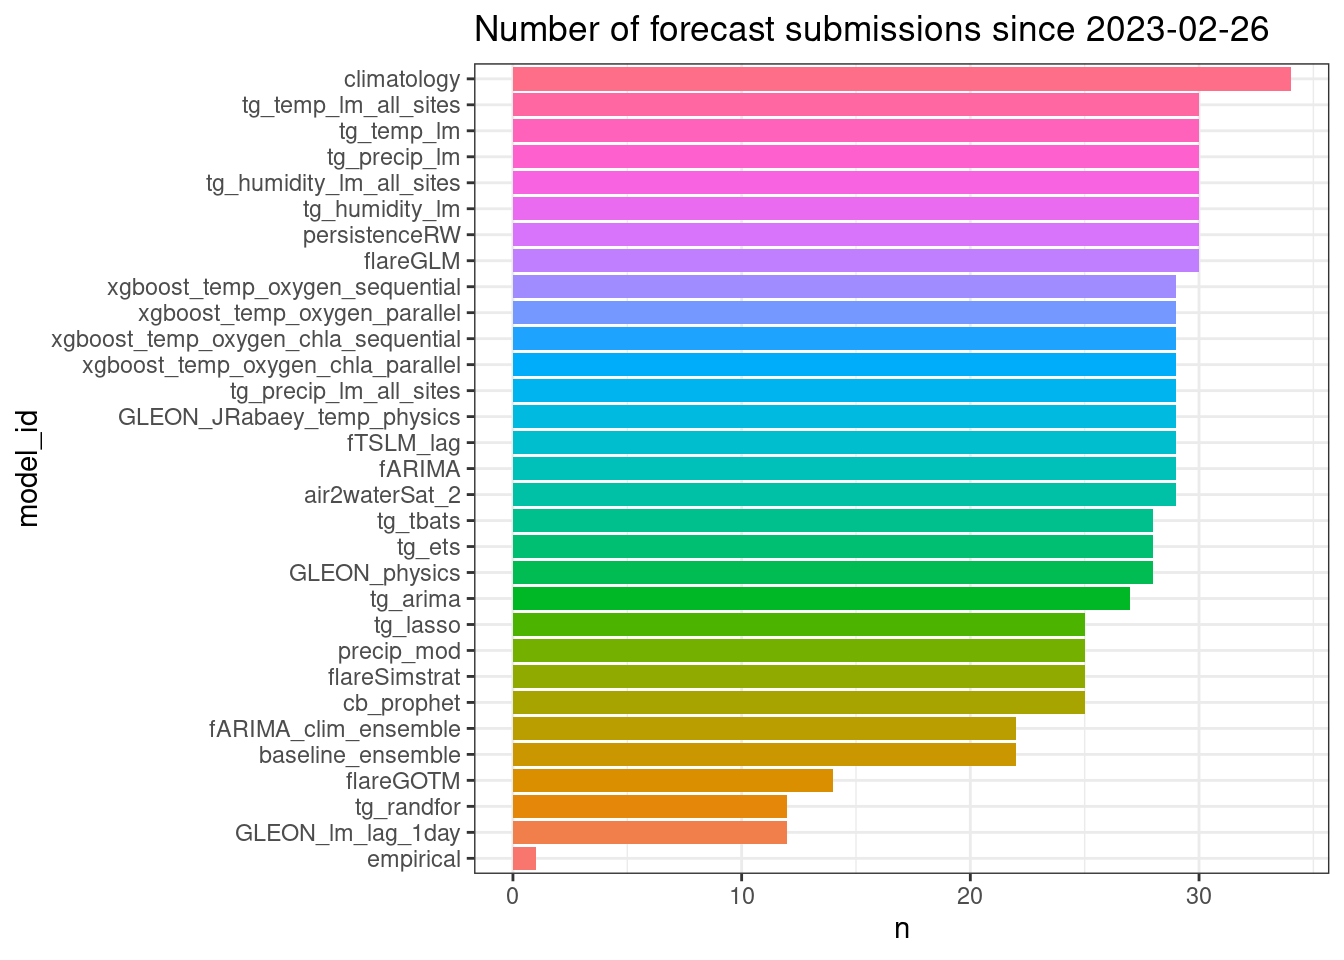 Number of forecast submissions since 2023-02-26
climatology
tg_temp_lm_all_sites
tg_temp_lm
tg_precip_lm
tg_humidity_lm_all_sites
tg_humidity_lm
persistenceRW
flareGLM
xgboost_temp_oxygen_sequential
xgboost_temp_oxygen_parallel
xgboost_temp_oxygen_chla_sequential
xgboost_temp_oxygen_chla_parallel
tg_precip_lm_all_sites
GLEON_JRabaey_temp_physics
fTSLM_lag
fARIMA
air2waterSat_2
tg_tbats
tg_ets
GLEON_physics
tg_arima
tg_lasso
precip_mod
flareSimstrat
cb_prophet
fARIMA_clim_ensemble
baseline_ensemble
flareGOTM
tg_randfor
GLEON_lm_lag_1day
empirical
model_id
0 10 20 30
n